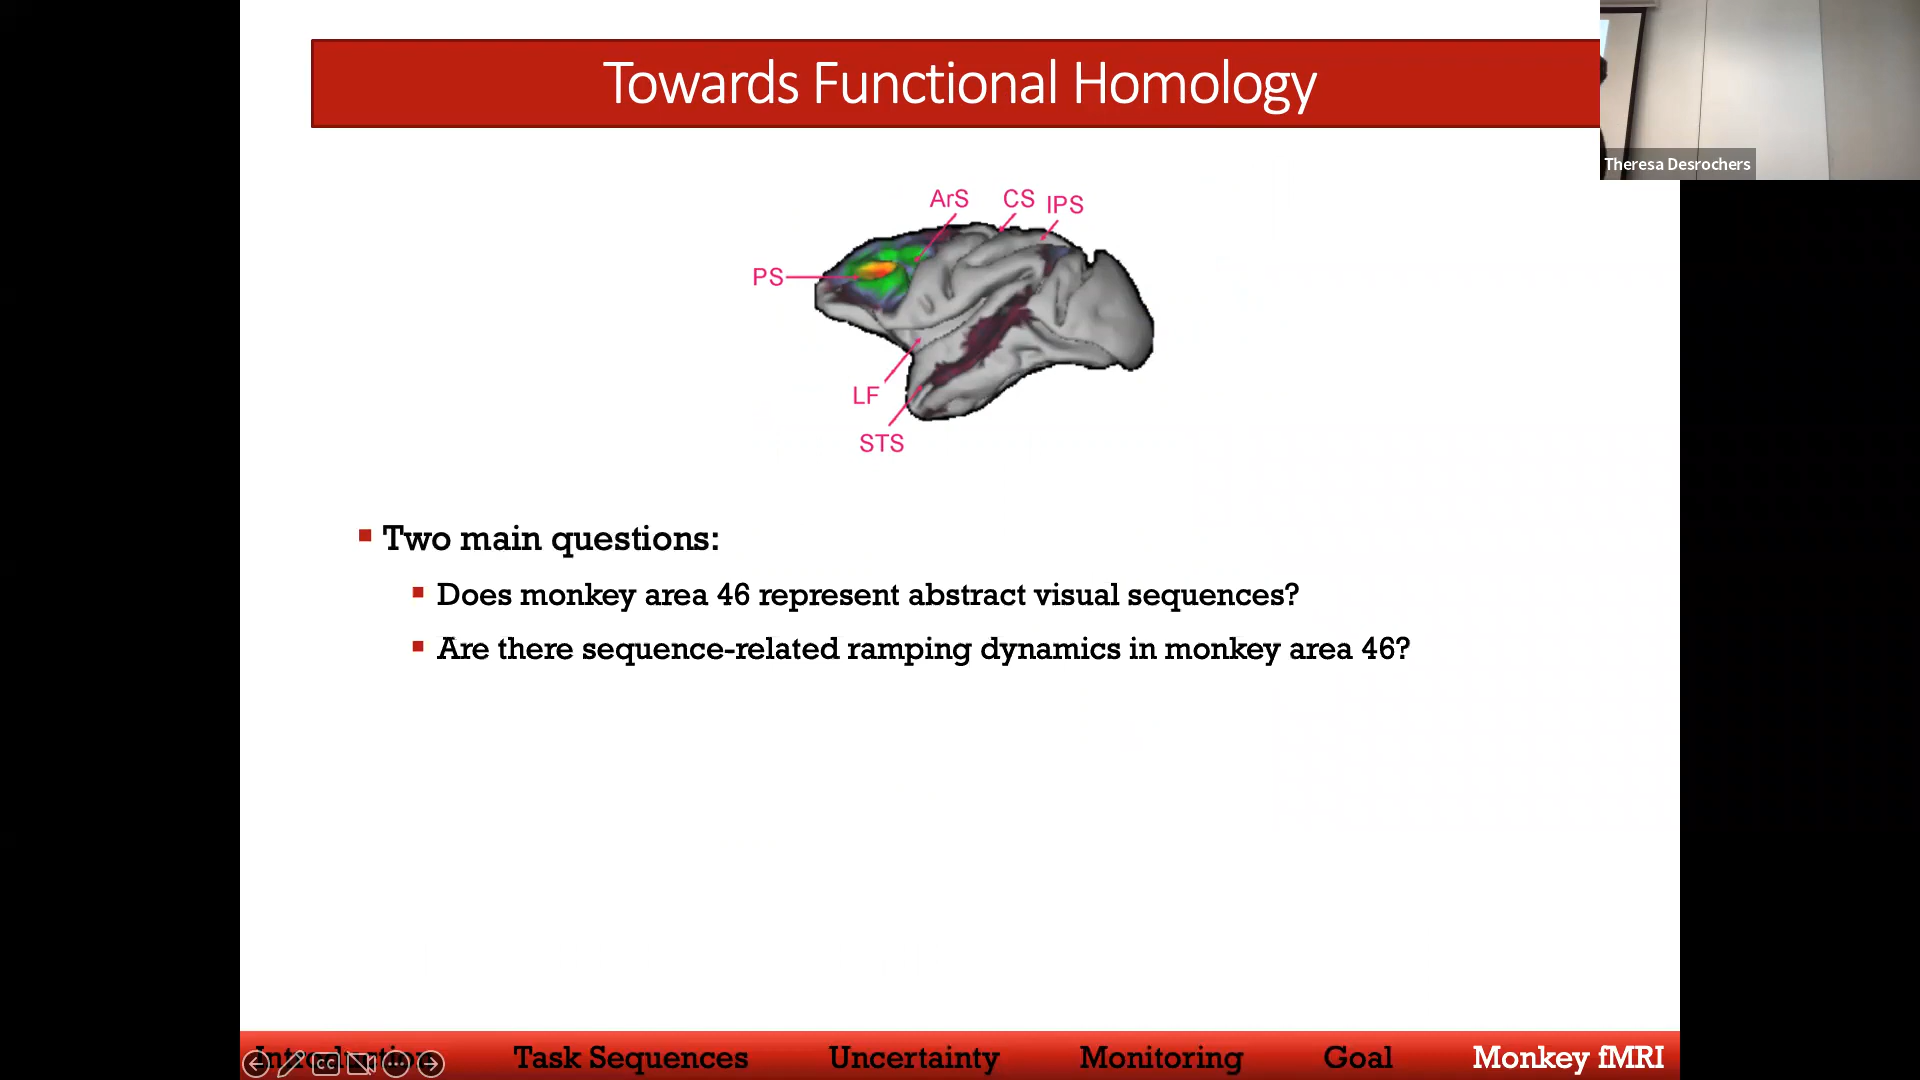 Towards Functional Homology
Theresa Desrochers
ArS CS IPS
PS
LF
STS
Two main questions:
Does monkey area 46 represent abstract visual sequences?
Are there sequence-related ramping dynamics in monkey area 46?
Introduction Task Sequences Uncertainty Monitoring Goal Monkey fMRI
CC